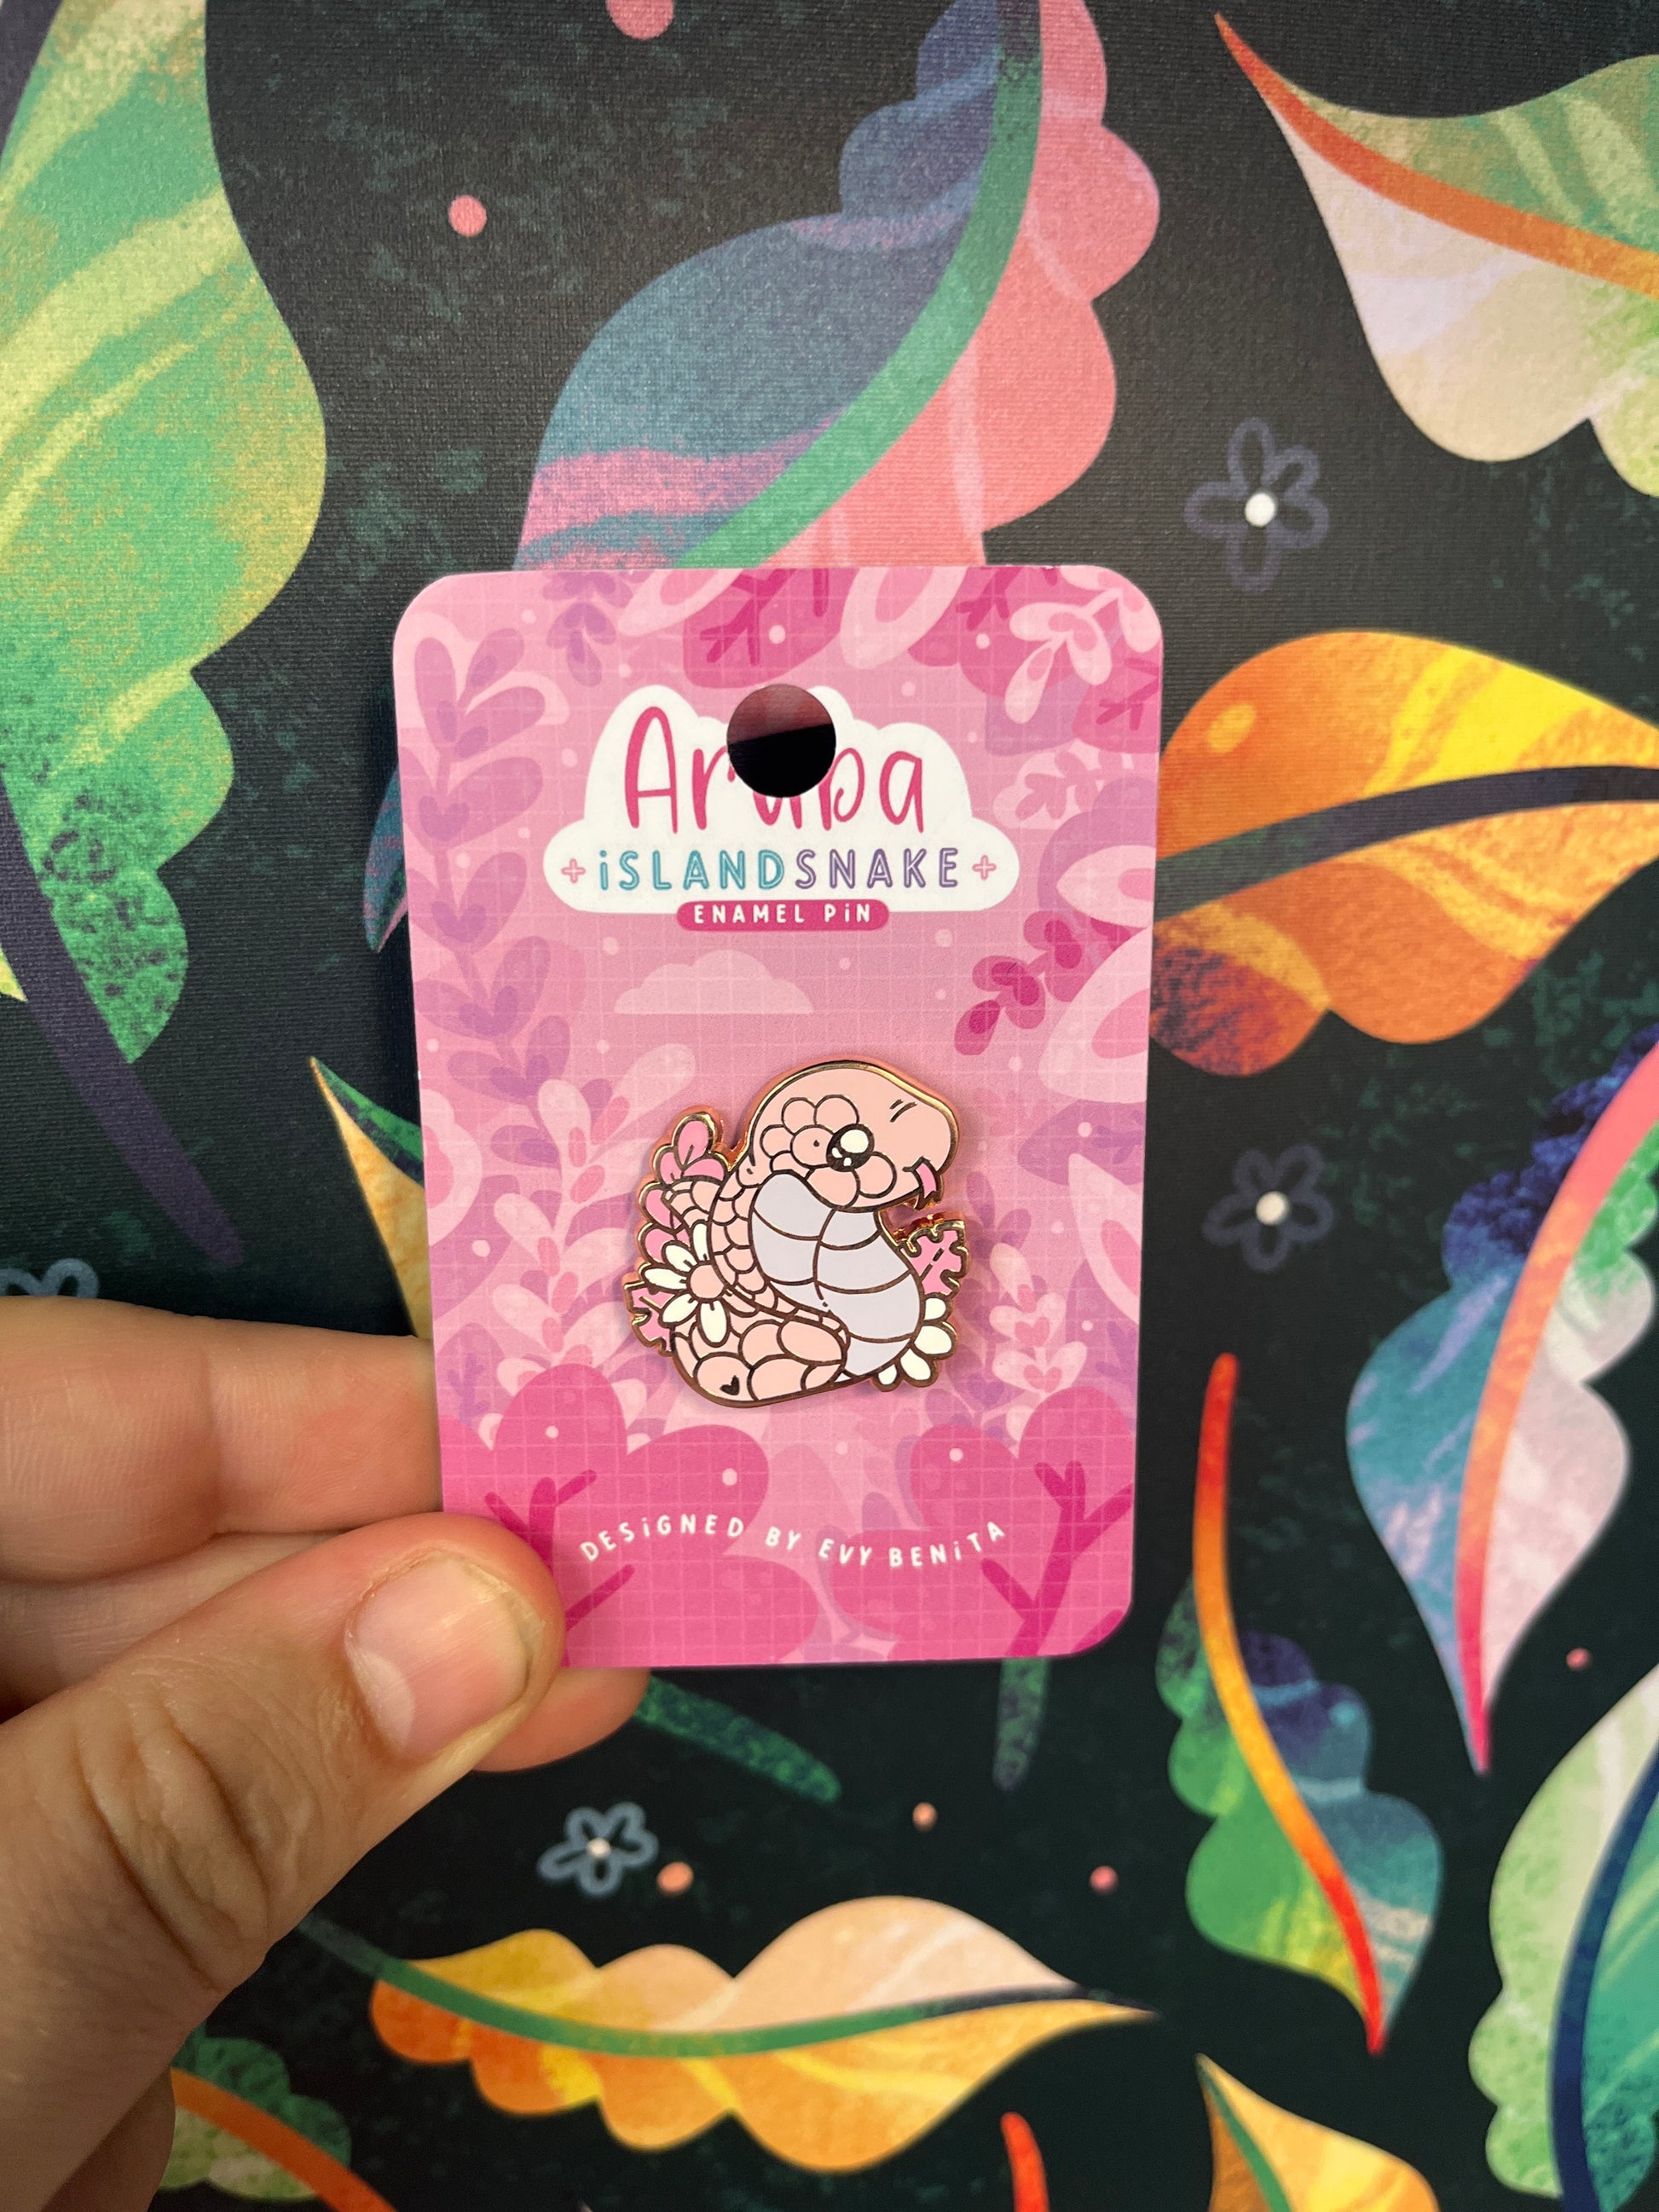 Aruba
iSLANDSNAKE
ENAMEL PiN
DESiGNED BY EVY BENiTA